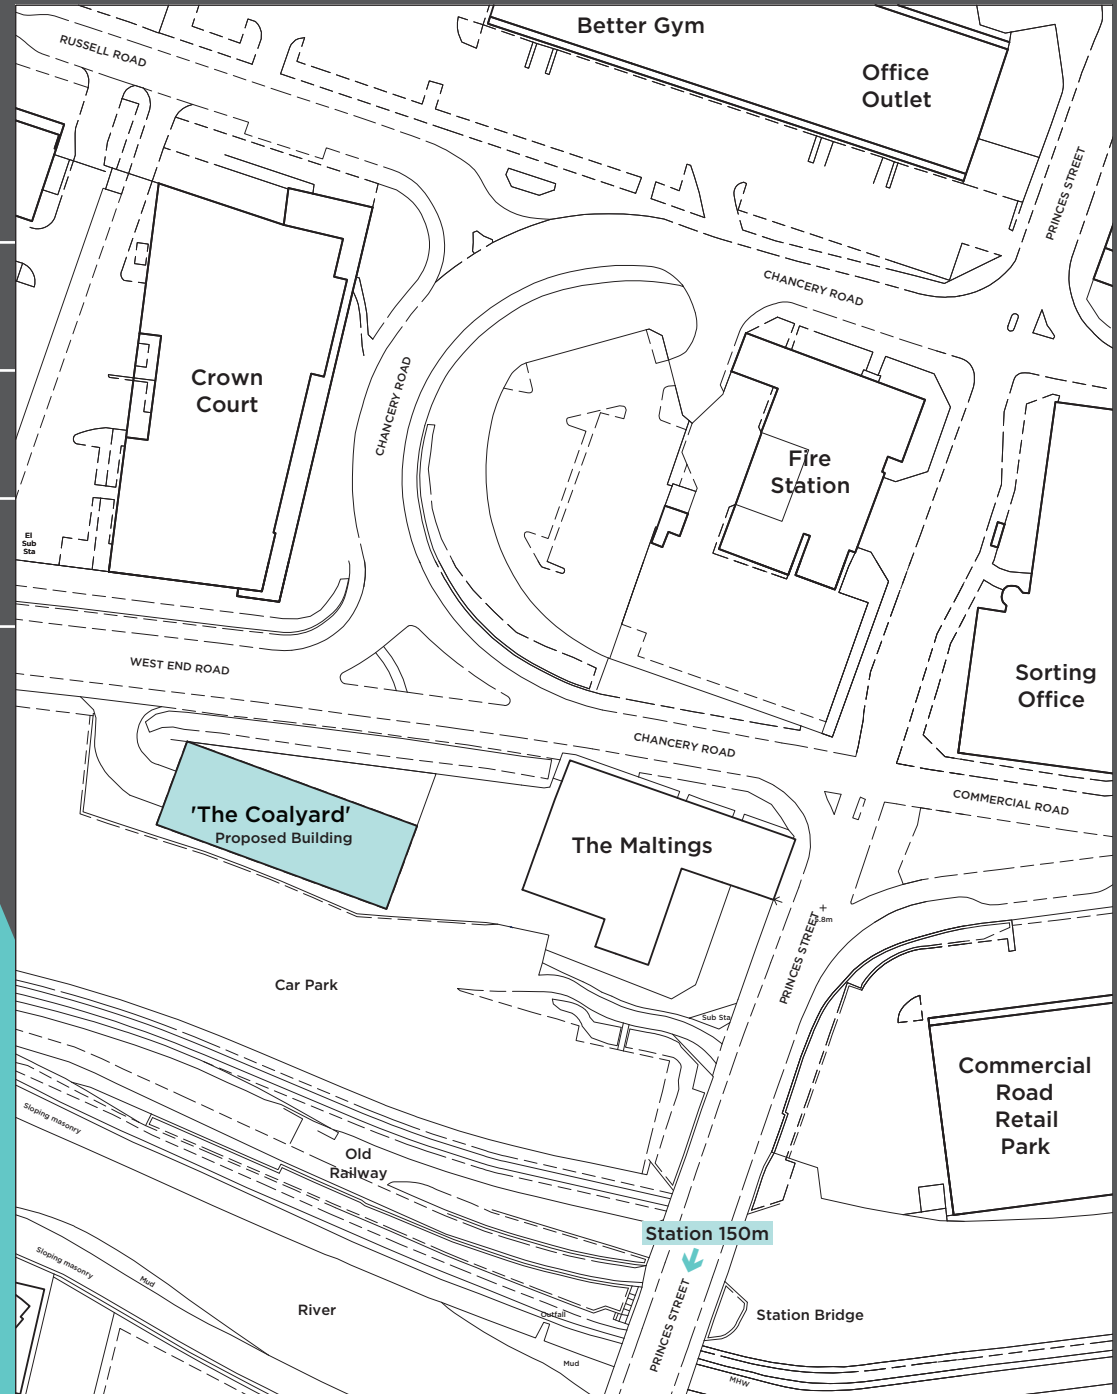 Better Gym
RUSSELL ROAD
Office
Outlet
PRINCES STREET
CHANCERY ROAD
Crown
Court
CHANCERY ROAD
Fire
Station
El
Sub
Sta
WEST END ROAD
Sorting
Office
CHANCERY ROAD
COMMERCIAL ROAD
'The Coalyard'
Proposed Building
The Maltings
PRINCES STREET
Car Park
Sub Sta
Commercial
Road
Retail
Park
Sloping masonry
Old
Railway
Station 150m
Sloping masonry
Mud
River
Outfall
Station Bridge
PRINCES STREET
Mud
MHW